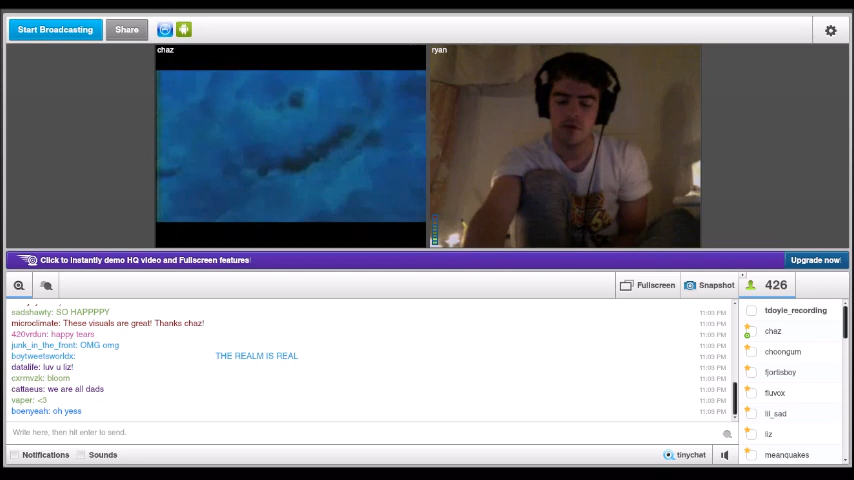 Start Broadcasting
Share
chaz
ryan
Click to instantly demo HQ video and Fullscreen features!
Upgrade now!
Fullscreen
Snapshot
426
sadshawty: SO HAPPPPY 11:03 PM
microclimate: These visuals are great! Thanks chaz! 11:03 PM
420vrdun: happy tears 11:03 PM
junk_in_the_front: OMG omg 11:03 PM
boytweetsworldx: THE REALM IS REAL 11:03 PM
datalife: luv u liz! 11:03 PM
cxrmvzk: bloom 11:03 PM
cattaeus: we are all dads 11:03 PM
vaper: <3 11:03 PM
boenyeah: oh yess 11:03 PM
Write here, then hit enter to send.
Notifications
Sounds
tinychat
tdoyle_recording
chaz
choongum
fjortisboy
fluvox
lil_sad
liz
meanquakes